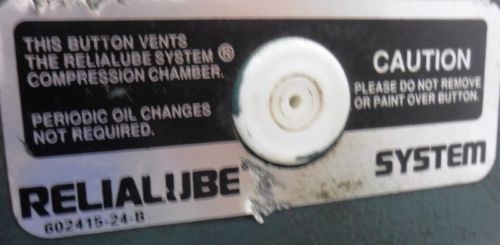 THIS BUTTON VENTS
THE RELIALUBE SYSTEM ®
COMPRESSION CHAMBER.
PERIODIC OIL CHANGES
NOT REQUIRED.
CAUTION
PLEASE DO NOT REMOVE
OR PAINT OVER BUTTON.
RELIALUBE® SYSTEM
602415-24-B